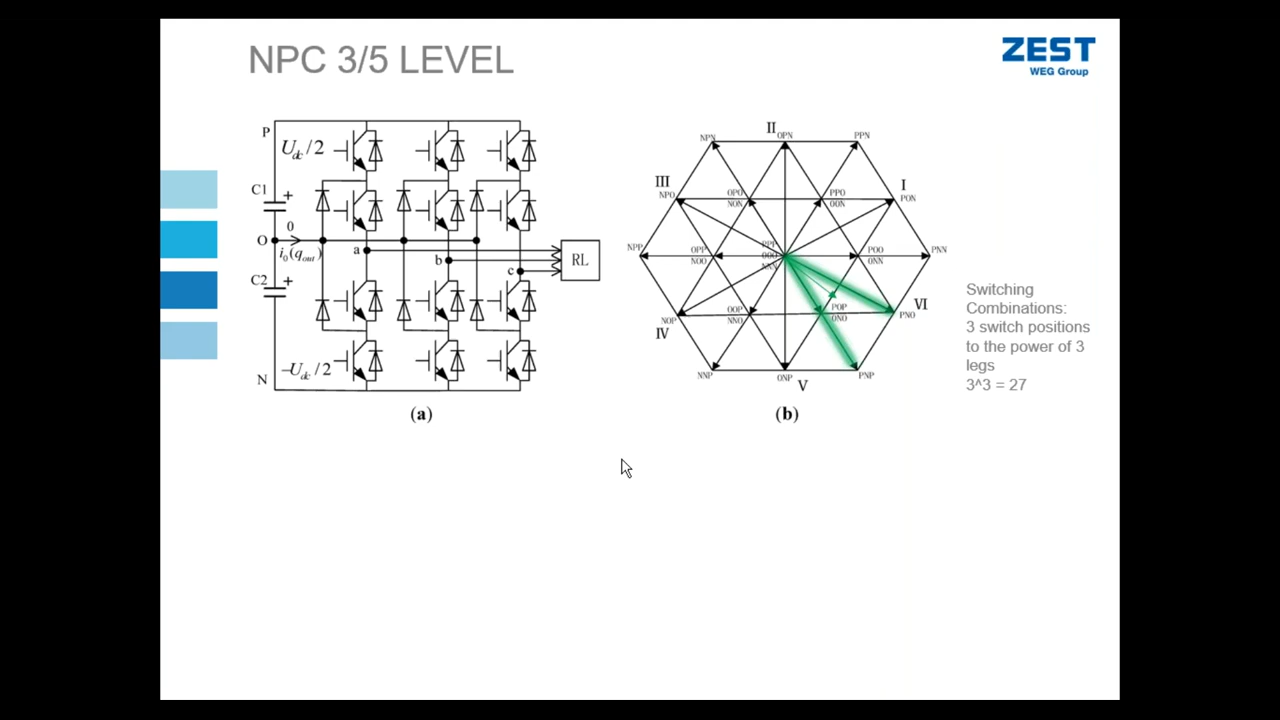 NPC 3/5 LEVEL
ZEST
WEG Group
P
U_dc/2
C1
+
O
0
i_0(q_out)
a
b
c
RL
C2
+
-U_dc/2
N
(a)
II
NPN
OPN
PPN
III
I
NPO
OPO
NON
PPO
OON
PON
NPP
OPP
NOO
PPP
OOO
NNN
POO
ONN
PNN
NOP
OOP
NNO
POP
ONO
PNO
VI
IV
NNP
ONP
PNP
V
(b)
Switching
Combinations:
3 switch positions
to the power of 3
legs
3^3 = 27